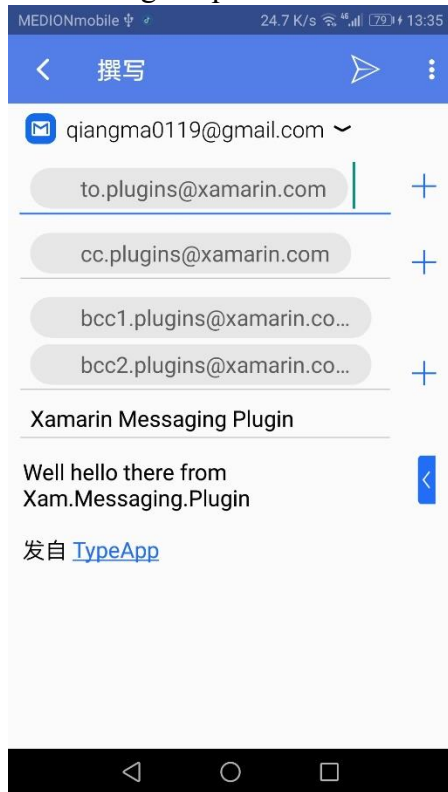 MEDIONmobile 24.7 K/s 79 13:35
撰写
qiangma0119@gmail.com
to.plugins@xamarin.com
cc.plugins@xamarin.com
bcc1.plugins@xamarin.co...
bcc2.plugins@xamarin.co...
Xamarin Messaging Plugin
Well hello there from
Xam.Messaging.Plugin
发自 TypeApp